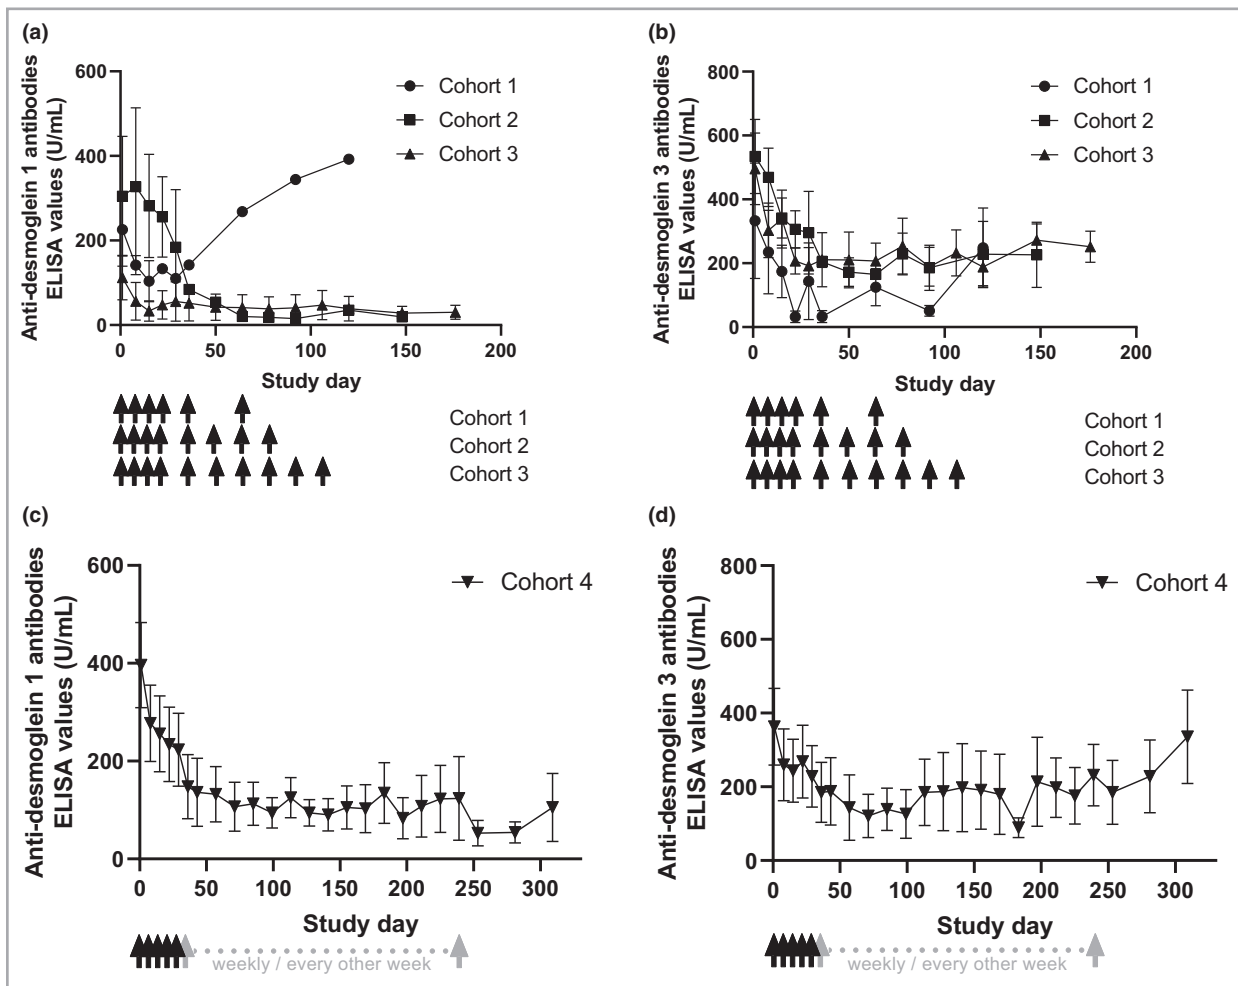 (a)
Anti-desmoglein 1 antibodies
ELISA values (U/mL)
600
400
200
0
0 50 100 150 200
Study day
Cohort 1
Cohort 2
Cohort 3
Cohort 1
Cohort 2
Cohort 3
(b)
Anti-desmoglein 3 antibodies
ELISA values (U/mL)
800
600
400
200
0
0 50 100 150 200
Study day
Cohort 1
Cohort 2
Cohort 3
Cohort 1
Cohort 2
Cohort 3
(c)
Anti-desmoglein 1 antibodies
ELISA values (U/mL)
600
400
200
0
0 50 100 150 200 250 300
Study day
Cohort 4
weekly / every other week
(d)
Anti-desmoglein 3 antibodies
ELISA values (U/mL)
800
600
400
200
0
0 50 100 150 200 250 300
Study day
Cohort 4
weekly / every other week